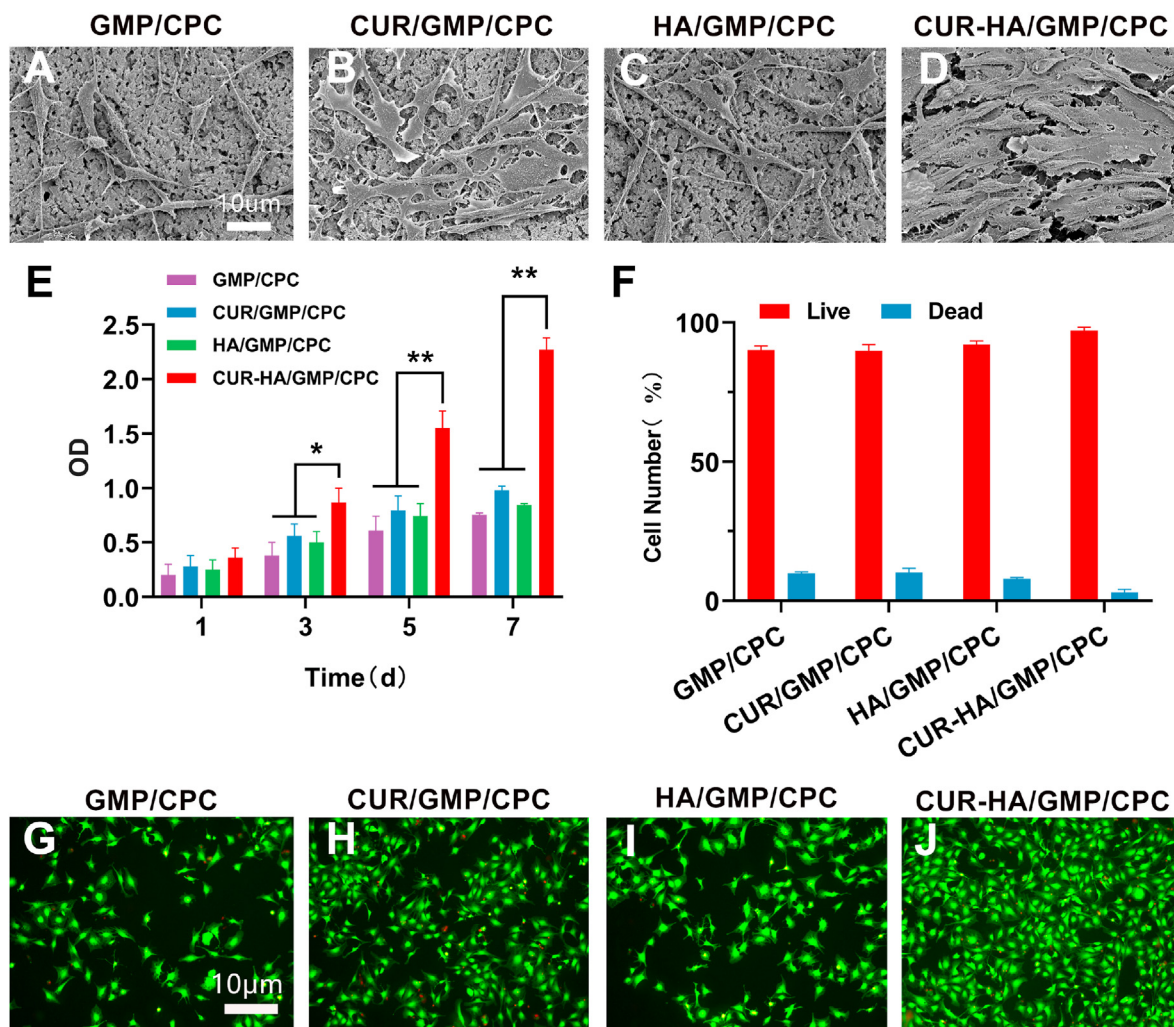 GMP/CPC
CUR/GMP/CPC
HA/GMP/CPC
CUR-HA/GMP/CPC
A
B
C
D
10um
E
GMP/CPC
CUR/GMP/CPC
HA/GMP/CPC
CUR-HA/GMP/CPC
*
**
**
OD
2.5
2.0
1.5
1.0
0.5
0.0
1
3
5
7
Time(d)
F
Live
Dead
Cell Number( %)
100
50
0
GMP/CPC
CUR/GMP/CPC
HA/GMP/CPC
CUR-HA/GMP/CPC
GMP/CPC
CUR/GMP/CPC
HA/GMP/CPC
CUR-HA/GMP/CPC
G
H
I
J
10μm